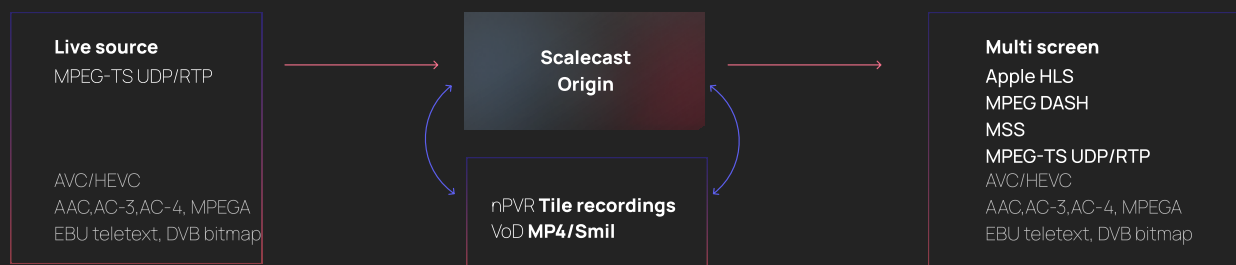 Live source
MPEG-TS UDP/RTP
AVC/HEVC
AAC,AC-3,AC-4, MPEGA
EBU teletext, DVB bitmap
Scalecast
Origin
nPVR Tile recordings
VoD MP4/Smil
Multi screen
Apple HLS
MPEG DASH
MSS
MPEG-TS UDP/RTP
AVC/HEVC
AAC,AC-3,AC-4, MPEGA
EBU teletext, DVB bitmap